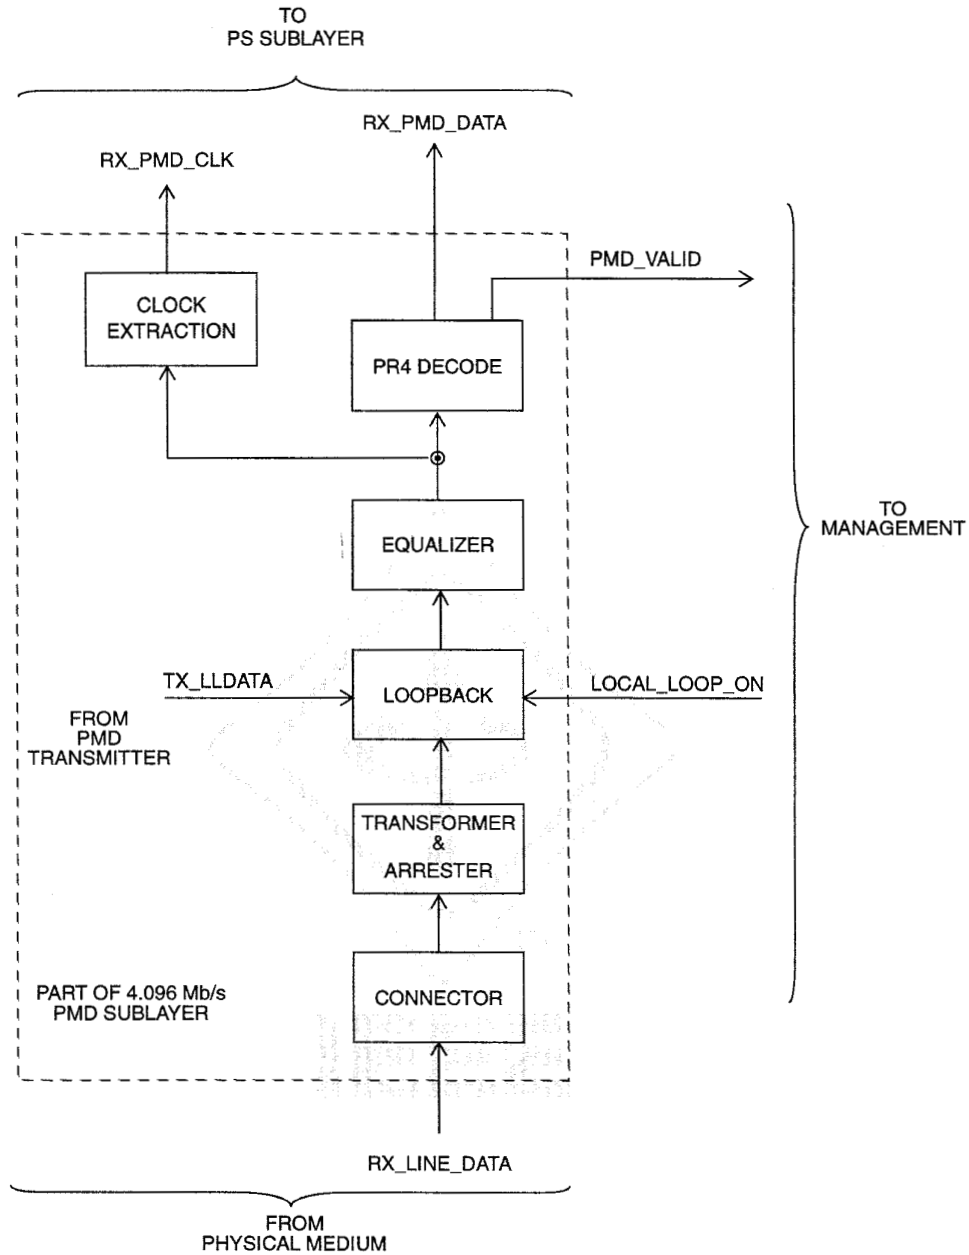 TO
PS SUBLAYER
RX_PMD_DATA
RX_PMD_CLK
PMD_VALID
CLOCK
EXTRACTION
PR4 DECODE
TO
MANAGEMENT
EQUALIZER
TX_LLDATA
LOOPBACK
LOCAL_LOOP_ON
FROM
PMD
TRANSMITTER
TRANSFORMER
&
ARRESTER
CONNECTOR
PART OF 4.096 Mb/s
PMD SUBLAYER
RX_LINE_DATA
FROM
PHYSICAL MEDIUM